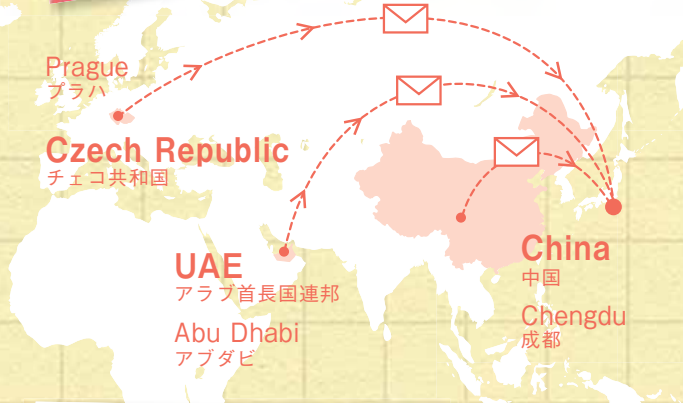 Prague
プラハ
Czech Republic
チェコ共和国
UAE
アラブ首長国連邦
Abu Dhabi
アブダビ
China
中国
Chengdu
成都